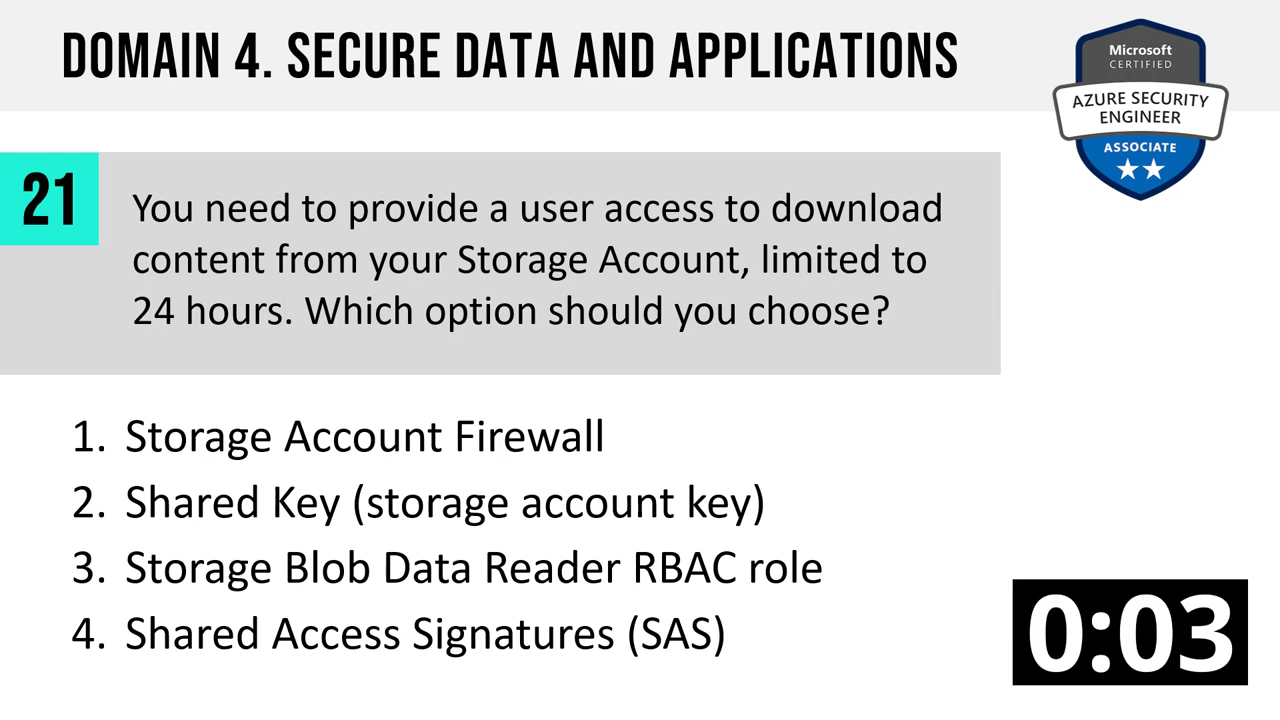 DOMAIN 4. SECURE DATA AND APPLICATIONS
Microsoft
CERTIFIED
AZURE SECURITY
ENGINEER
ASSOCIATE
21
You need to provide a user access to download
content from your Storage Account, limited to
24 hours. Which option should you choose?
1. Storage Account Firewall
2. Shared Key (storage account key)
3. Storage Blob Data Reader RBAC role
4. Shared Access Signatures (SAS)
0:03